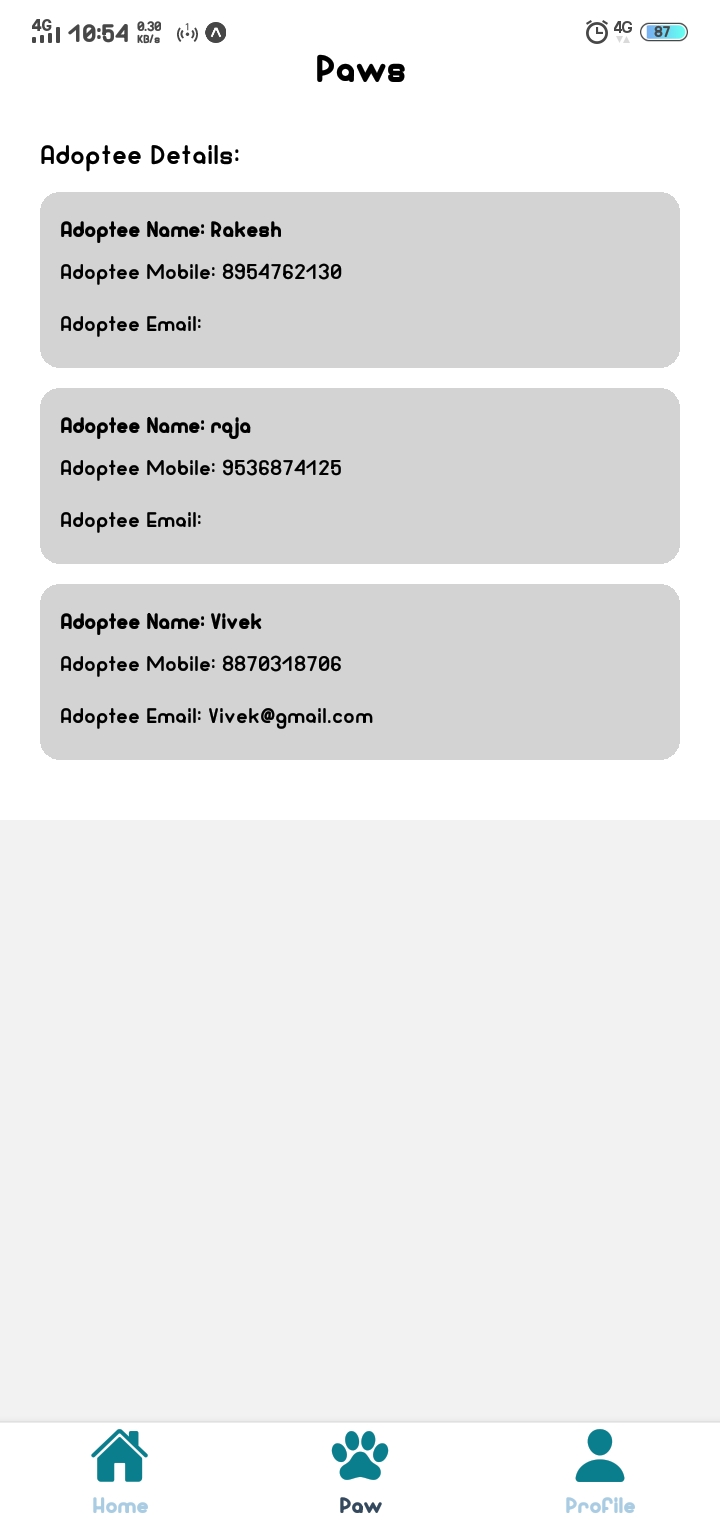 4G 10:54 0.30 KB/s 4G 87
Paws
Adoptee Details:
Adoptee Name: Rakesh
Adoptee Mobile: 8954762130
Adoptee Email:
Adoptee Name: raja
Adoptee Mobile: 9536874125
Adoptee Email:
Adoptee Name: Vivek
Adoptee Mobile: 8870318706
Adoptee Email: Vivek@gmail.com
Home Paw Profile